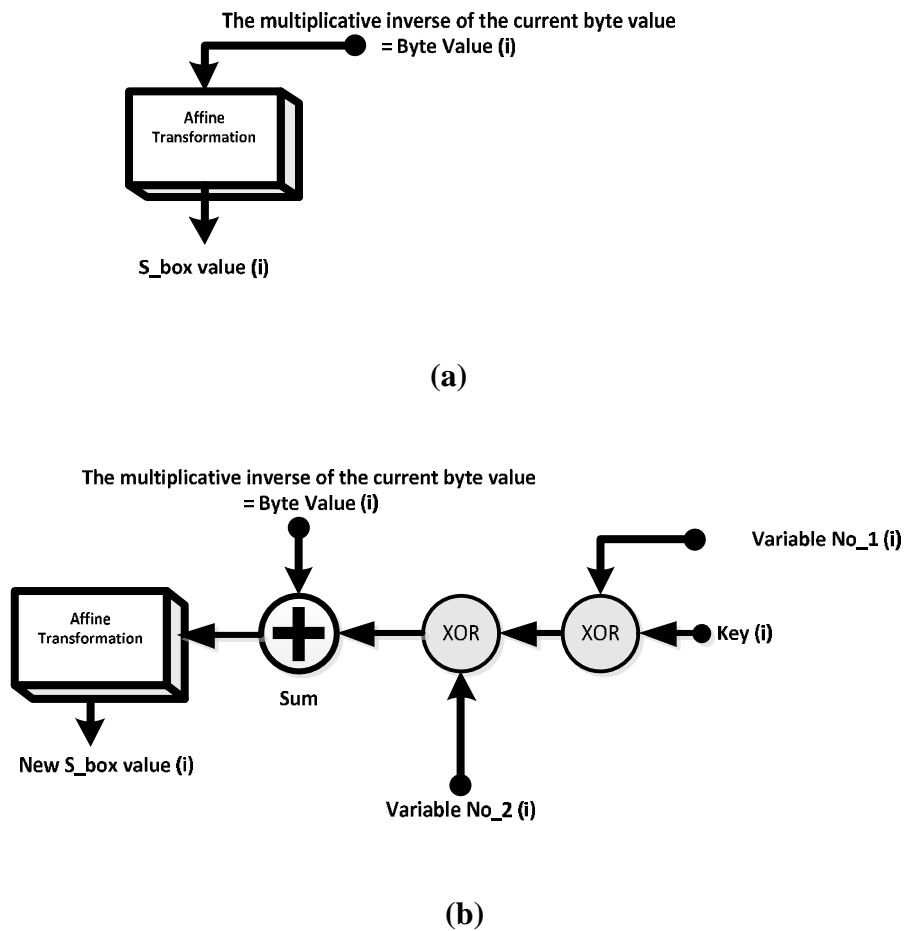 The multiplicative inverse of the current byte value
= Byte Value (i)
Affine
Transformation
S_box value (i)
(a)
The multiplicative inverse of the current byte value
= Byte Value (i)
Variable No_1 (i)
Affine
Transformation
XOR
XOR
Key (i)
Sum
New S_box value (i)
Variable No_2 (i)
(b)